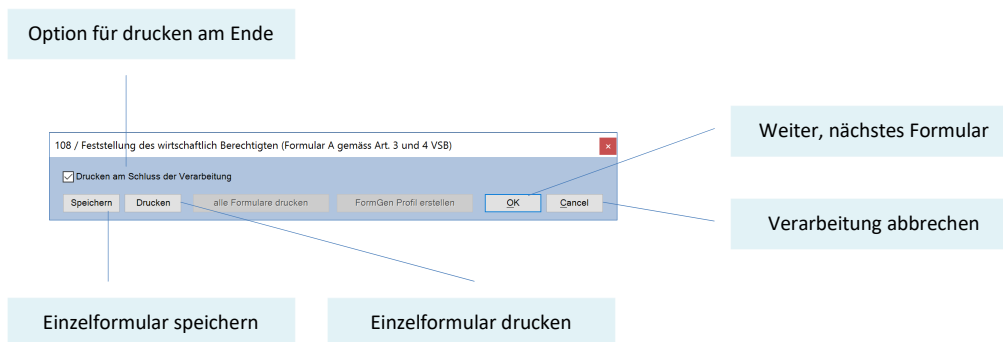 Option für drucken am Ende
Weiter, nächstes Formular
108 / Feststellung des wirtschaftlich Berechtigten (Formular A gemäss Art. 3 und 4 VSB)
Drucken am Schluss der Verarbeitung
Speichern Drucken alle Formulare drucken FormGen Profil erstellen OK Cancel
Verarbeitung abbrechen
Einzelformular speichern Einzelformular drucken